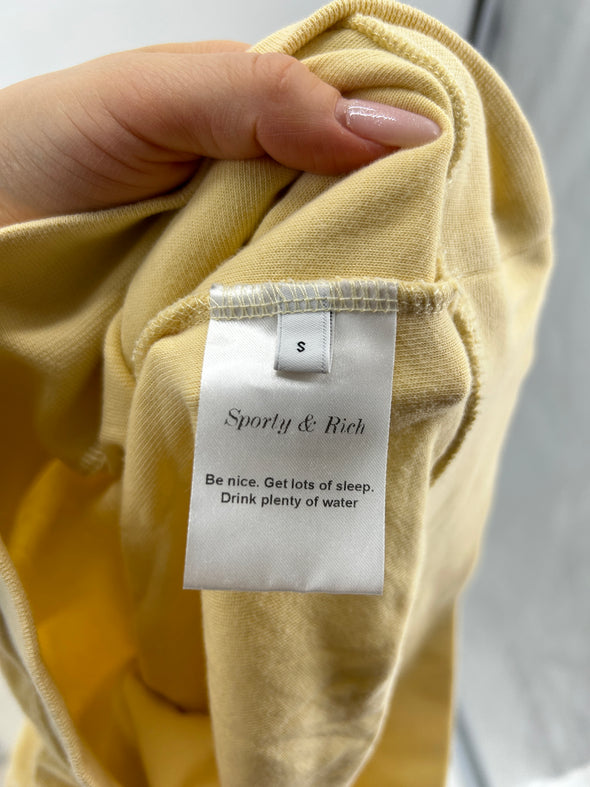 S
Sporty & Rich
Be nice. Get lots of sleep.
Drink plenty of water